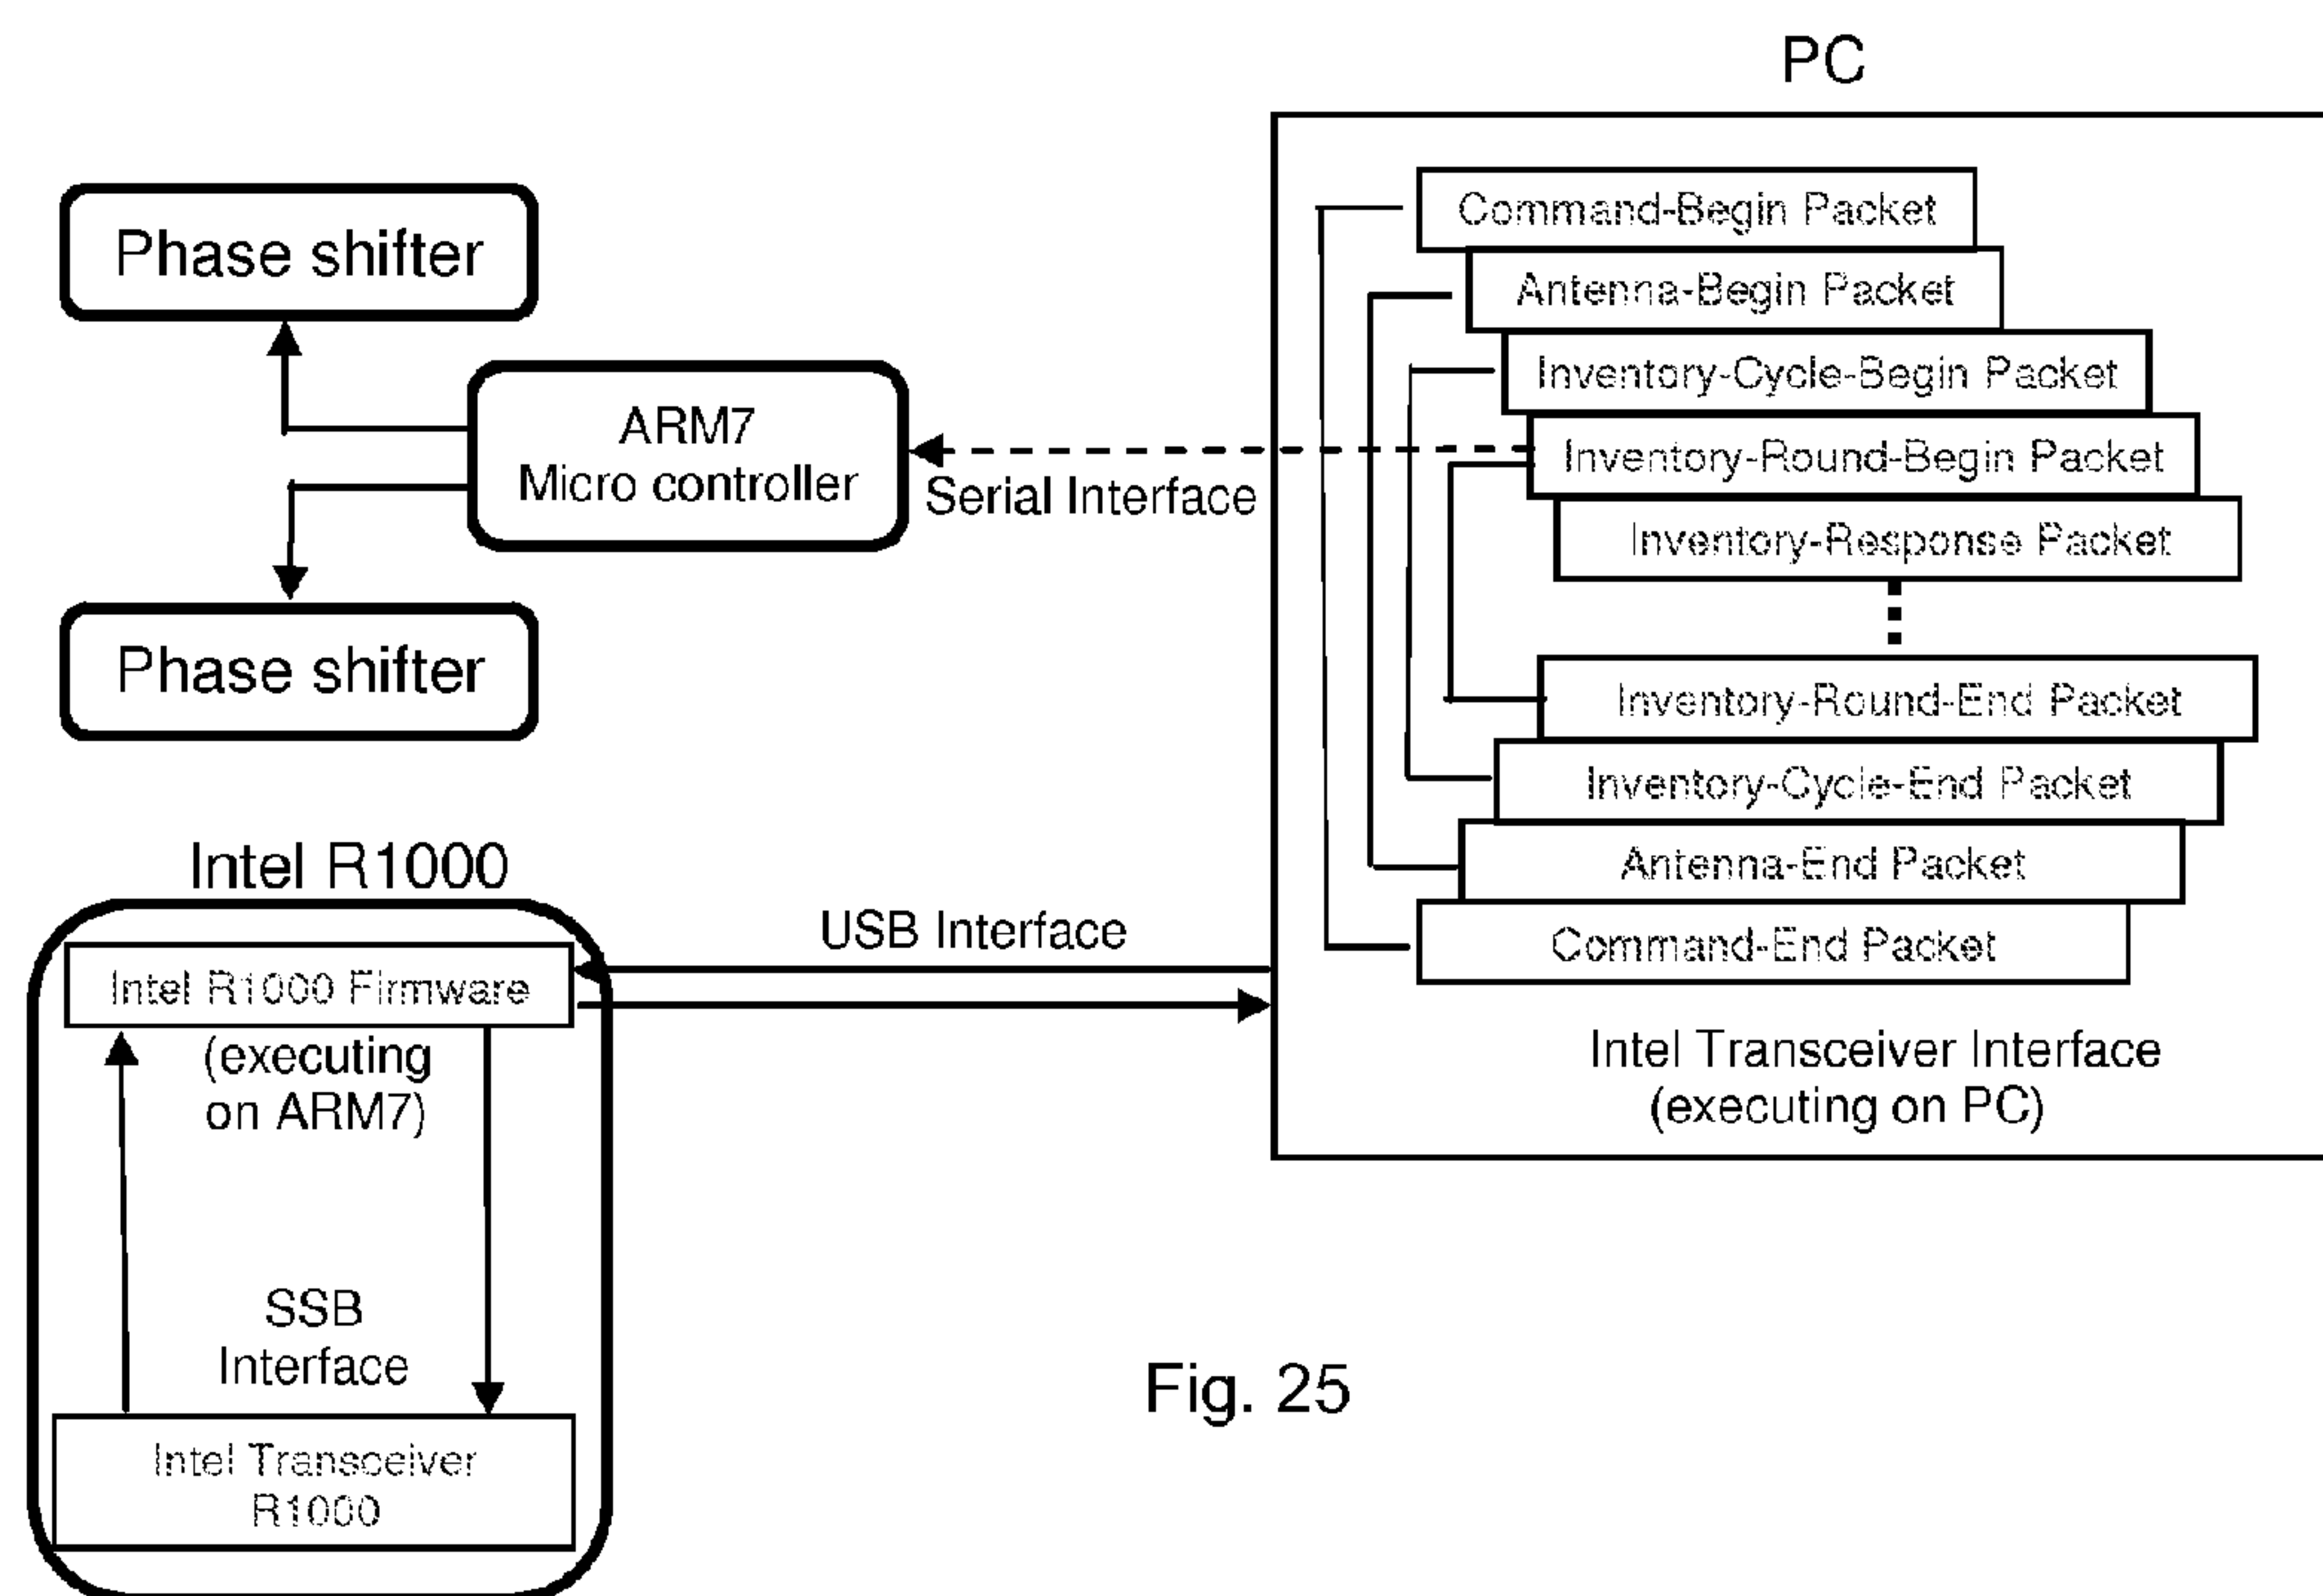 PC
Command-Begin Packet
Antenna-Begin Packet
Inventory-Cycle-Begin Packet
Inventory-Round-Begin Packet
Inventory-Response Packet
Inventory-Round-End Packet
Inventory-Cycle-End Packet
Antenna-End Packet
Command-End Packet
Intel Transceiver Interface
(executing on PC)
Phase shifter
ARM7
Micro controller
Serial Interface
Phase shifter
Intel R1000
USB Interface
Intel R1000 Firmware
(executing
on ARM7)
SSB
Interface
Intel Transceiver
R1000
Fig. 25